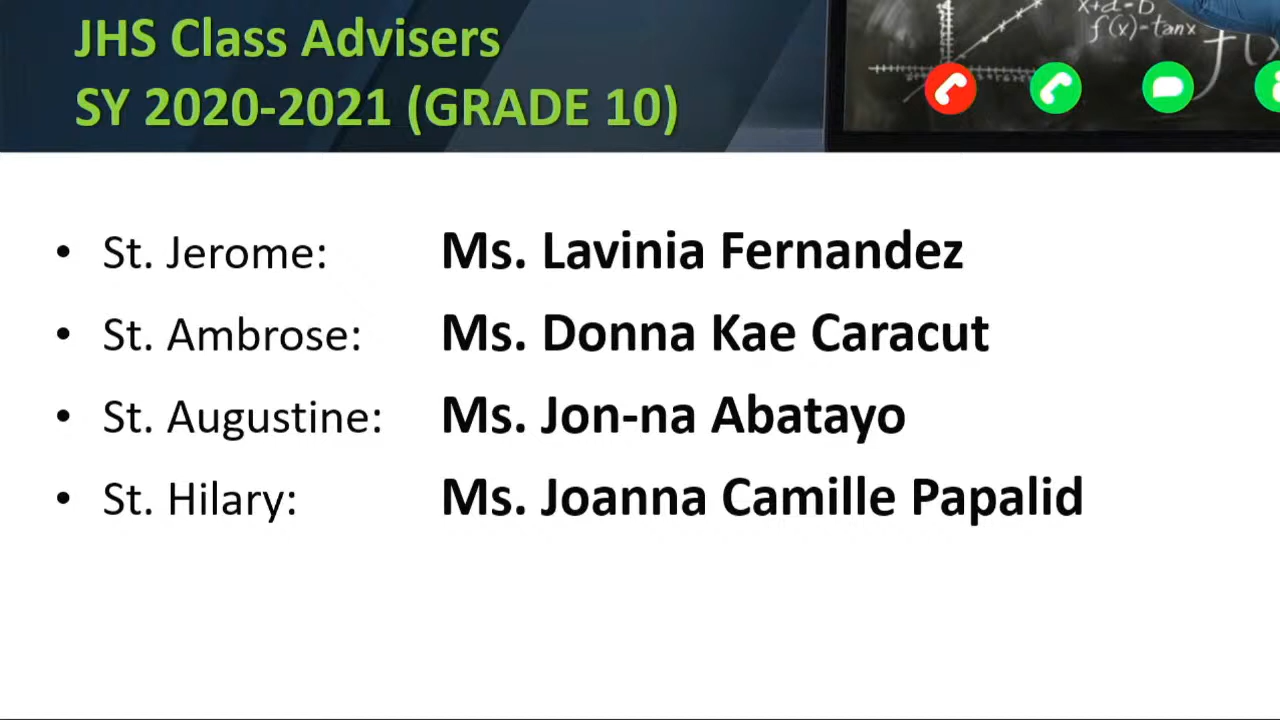 JHS Class Advisers
SY 2020-2021 (GRADE 10)
x+a=b
f(x)=tanx
• St. Jerome: Ms. Lavinia Fernandez
• St. Ambrose: Ms. Donna Kae Caracut
• St. Augustine: Ms. Jon-na Abatayo
• St. Hilary: Ms. Joanna Camille Papalid